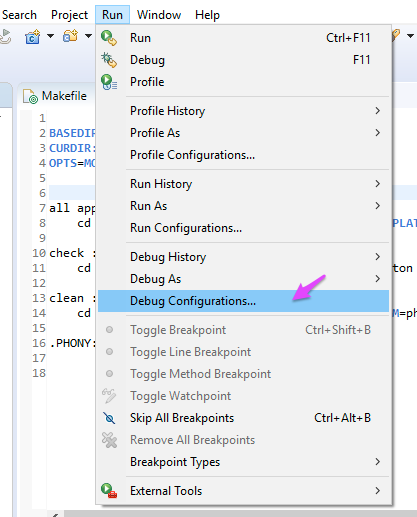 Search Project Run Window Help
Run Ctrl+F11
Debug F11
Profile
Profile History
Profile As
Profile Configurations...
Run History
Run As
Run Configurations...
Debug History
Debug As
Debug Configurations...
Toggle Breakpoint Ctrl+Shift+B
Toggle Line Breakpoint
Toggle Method Breakpoint
Toggle Watchpoint
Skip All Breakpoints Ctrl+Alt+B
Remove All Breakpoints
Breakpoint Types
External Tools
Makefile
1
2 BASEDIR
3 CURDIR:
4 OPTS=MO
5
6
7 all app
8 cd PLAT
9
10 check :
11 cd ton
12
13 clean :
14 cd M=ph
15
16 .PHONY:
17
18